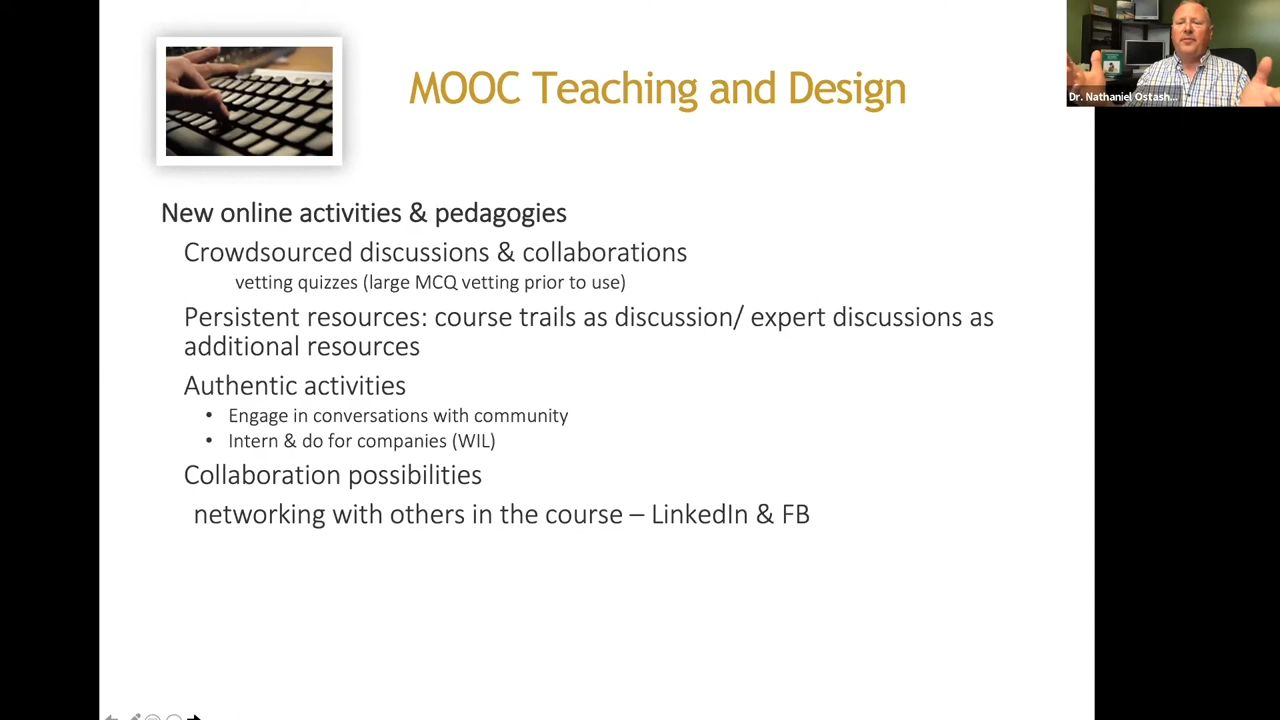 MOOC Teaching and Design
Dr. Nathaniel Ostash...
New online activities & pedagogies
Crowdsourced discussions & collaborations
vetting quizzes (large MCQ vetting prior to use)
Persistent resources: course trails as discussion/ expert discussions as
additional resources
Authentic activities
• Engage in conversations with community
• Intern & do for companies (WIL)
Collaboration possibilities
networking with others in the course – LinkedIn & FB